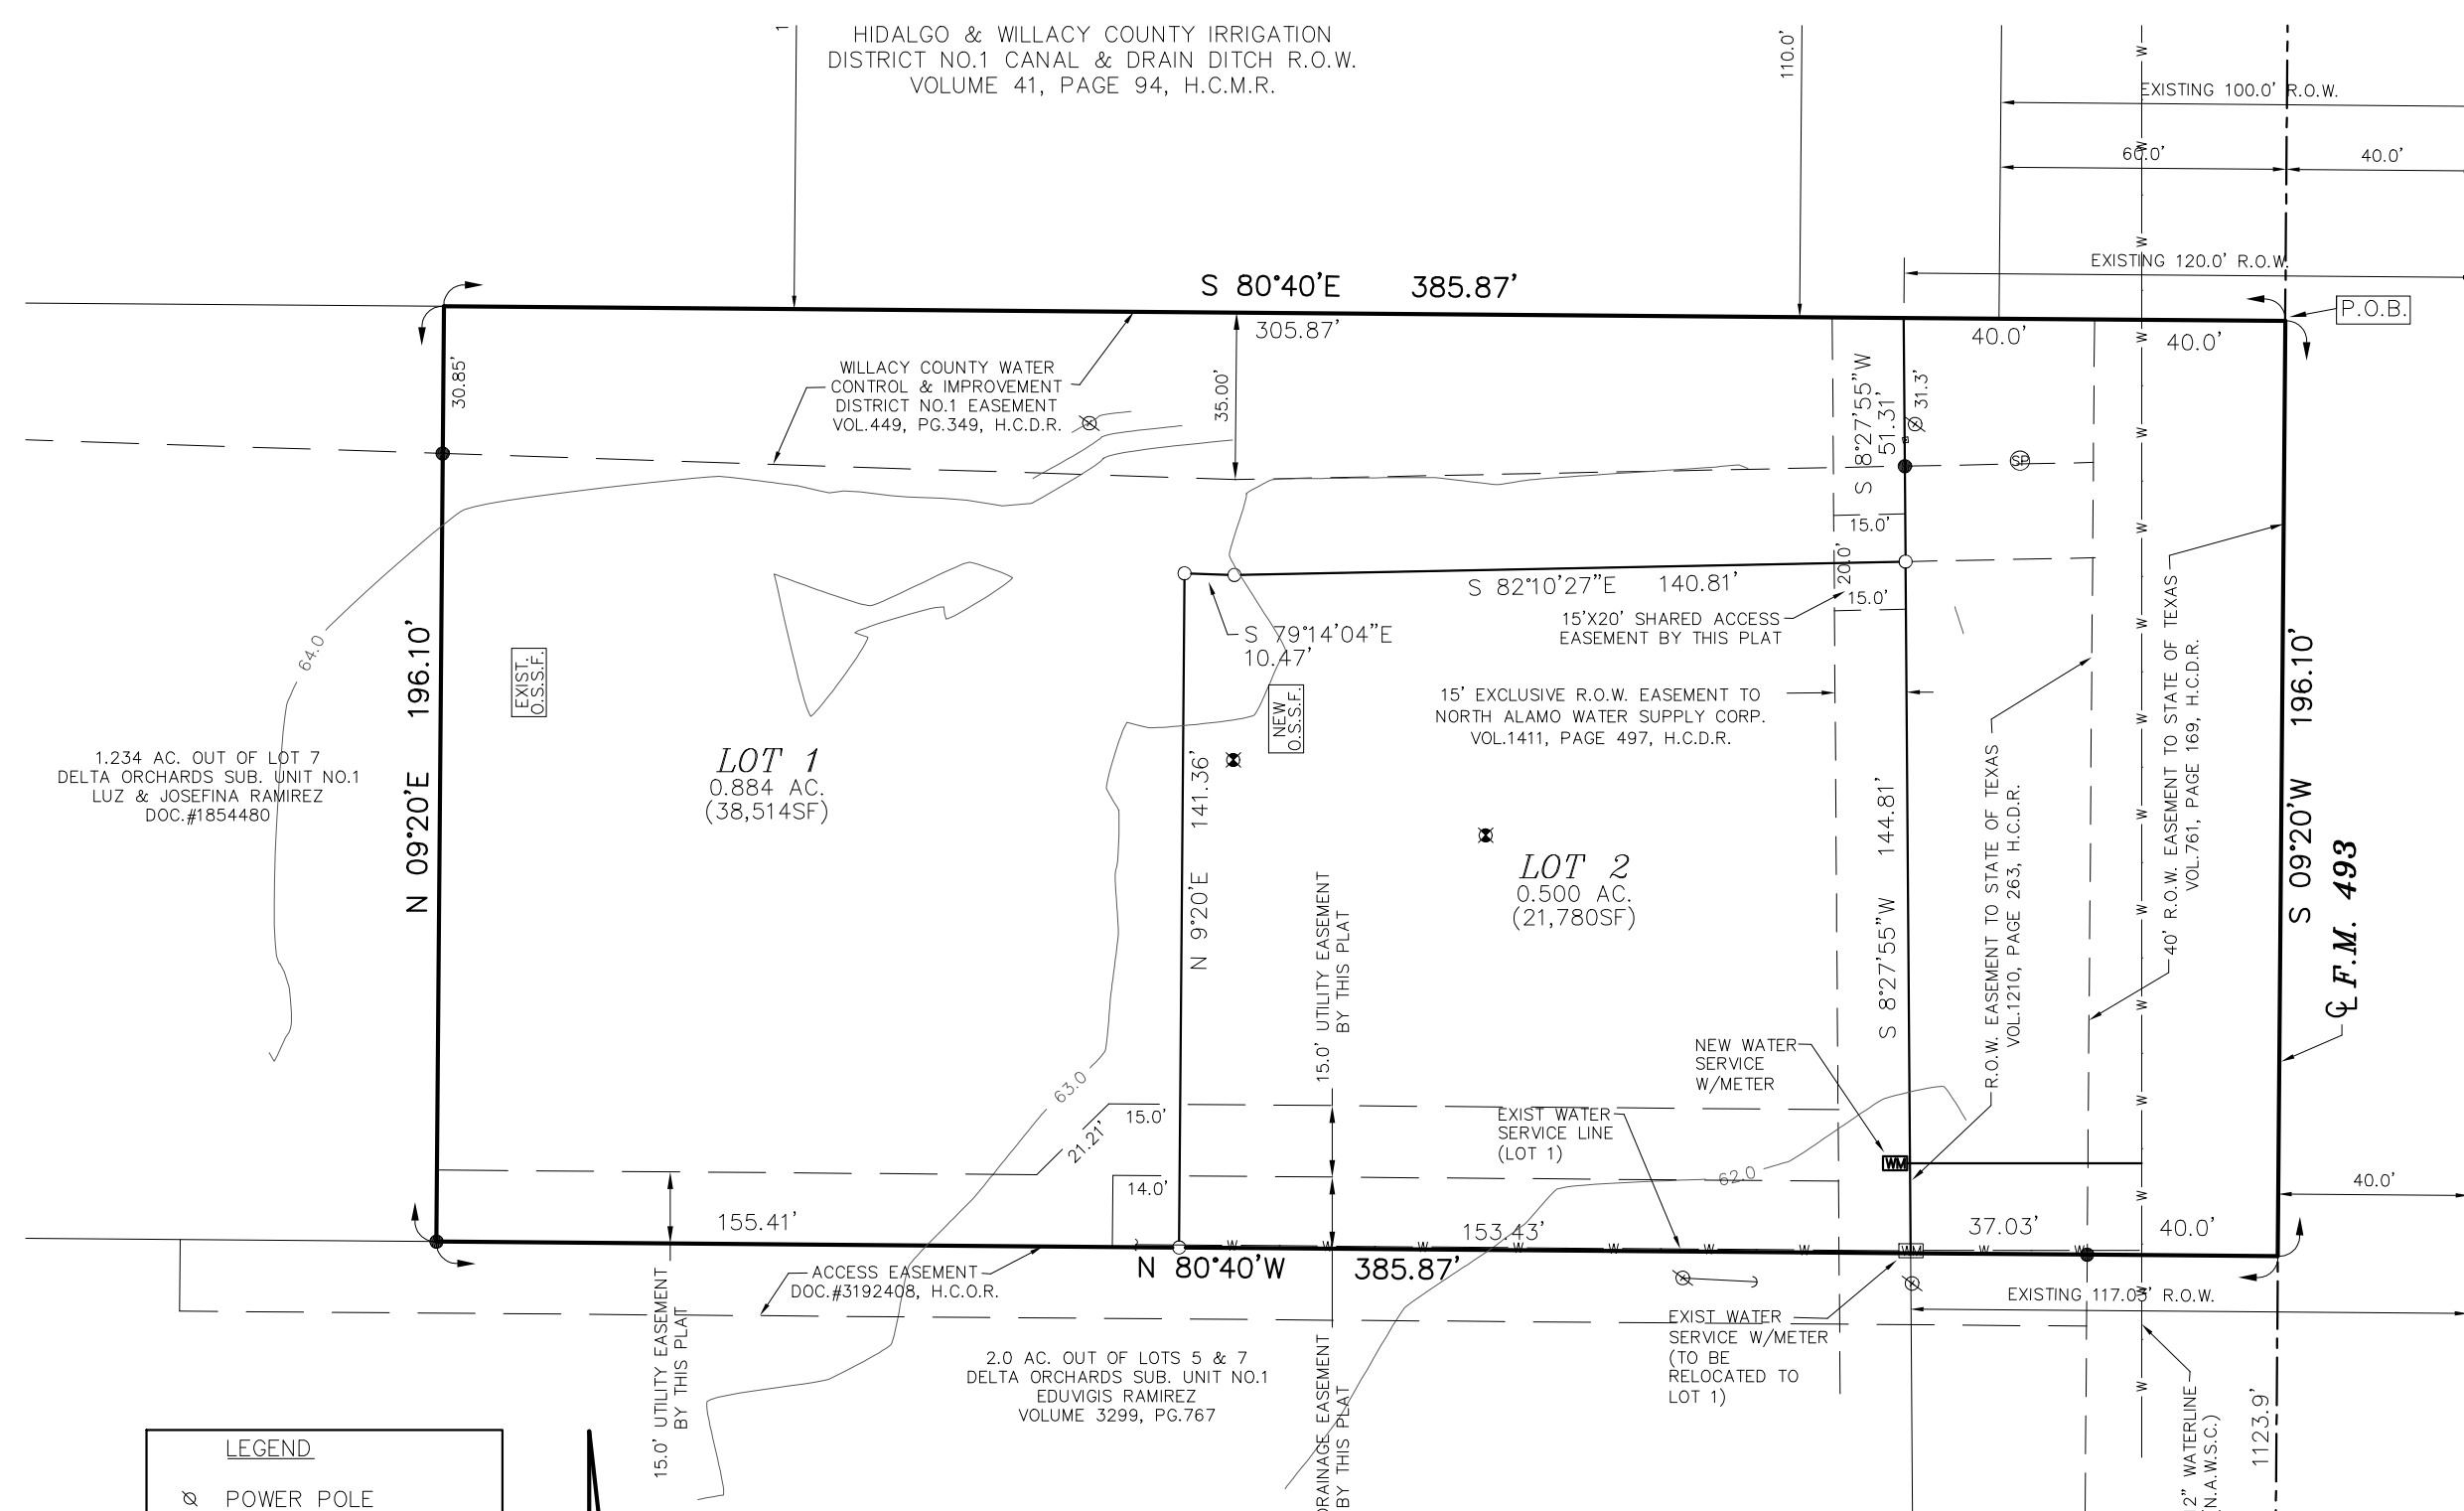 HIDALGO & WILLACY COUNTY IRRIGATION
DISTRICT NO.1 CANAL & DRAIN DITCH R.O.W.
VOLUME 41, PAGE 94, H.C.M.R.
1
110.0'
EXISTING 100.0' R.O.W.
60.0'
40.0'
EXISTING 120.0' R.O.W.
S 80°40'E 385.87'
P.O.B.
305.87'
40.0'
40.0'
30.85'
WILLACY COUNTY WATER
CONTROL & IMPROVEMENT
DISTRICT NO.1 EASEMENT
VOL.449, PG.349, H.C.D.R.
35.00'
S 8°27'55"W
51.31'
31.3'
SP
15.0'
20.0'
15.0'
S 82°10'27"E 140.81'
15'X20' SHARED ACCESS
EASEMENT BY THIS PLAT
S 79°14'04"E
10.47'
64.0
EXIST.
O.S.S.F.
NEW
O.S.S.F.
N 09°20'E 196.10'
15' EXCLUSIVE R.O.W. EASEMENT TO
NORTH ALAMO WATER SUPPLY CORP.
VOL.1411, PAGE 497, H.C.D.R.
1.234 AC. OUT OF LOT 7
DELTA ORCHARDS SUB. UNIT NO.1
LUZ & JOSEFINA RAMIREZ
DOC.#1854480
LOT 1
0.884 AC.
(38,514SF)
N 9°20'E 141.36'
LOT 2
0.500 AC.
(21,780SF)
S 8°27'55"W 144.81'
R.O.W. EASEMENT TO STATE OF TEXAS
VOL.1210, PAGE 263, H.C.D.R.
40' R.O.W. EASEMENT TO STATE OF TEXAS
VOL.761, PAGE 169, H.C.D.R.
S 09°20'W 196.10'
℄ F.M. 493
15.0' UTILITY EASEMENT
BY THIS PLAT
NEW WATER
SERVICE
W/METER
63.0
15.0'
21.21'
EXIST WATER
SERVICE LINE
(LOT 1)
WM
62.0
14.0'
40.0'
155.41'
153.43'
37.03'
40.0'
W W W W W W W WM W W
N 80°40'W 385.87'
ACCESS EASEMENT
DOC.#3192408, H.C.O.R.
EXISTING 117.03' R.O.W.
EXIST WATER
SERVICE W/METER
(TO BE
RELOCATED TO
LOT 1)
15.0' UTILITY EASEMENT
BY THIS PLAT
2.0 AC. OUT OF LOTS 5 & 7
DELTA ORCHARDS SUB. UNIT NO.1
EDUVIGIS RAMIREZ
VOLUME 3299, PG.767
DRAINAGE EASEMENT
BY THIS PLAT
12" WATERLINE
(N.A.W.S.C.)
1123.9'
W W W W W W W W W W W W W W W
LEGEND
POWER POLE